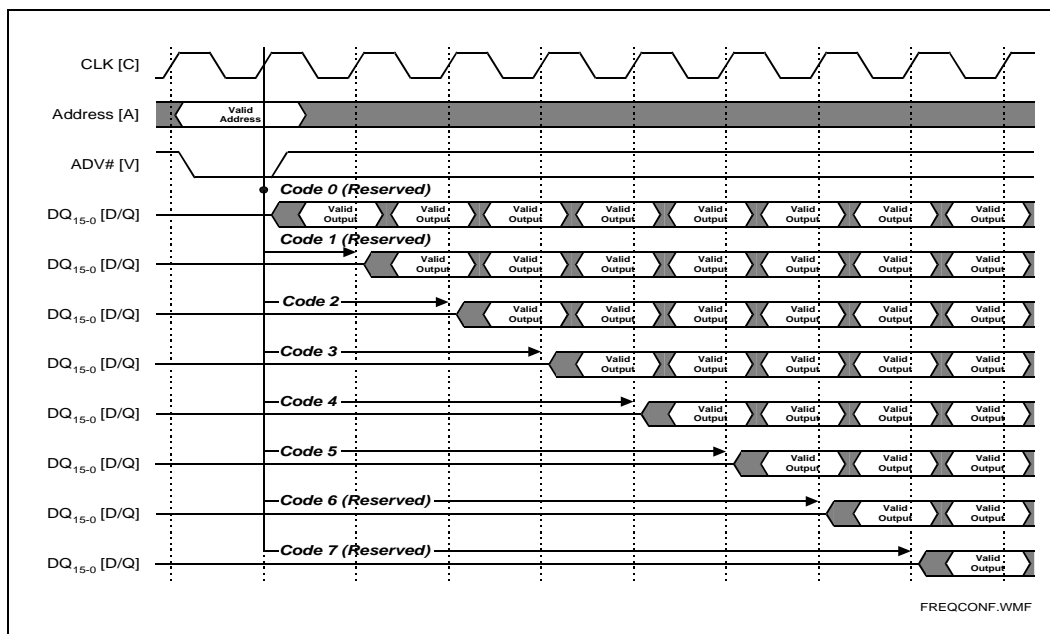 CLK [C]
Address [A]
Valid
Address
ADV# [V]
Code 0 (Reserved)
DQ15-0 [D/Q]
Valid Output Valid Output Valid Output Valid Output Valid Output Valid Output Valid Output Valid Output
Code 1 (Reserved)
DQ15-0 [D/Q]
Valid Output Valid Output Valid Output Valid Output Valid Output Valid Output Valid Output
Code 2
DQ15-0 [D/Q]
Valid Output Valid Output Valid Output Valid Output Valid Output Valid Output
Code 3
DQ15-0 [D/Q]
Valid Output Valid Output Valid Output Valid Output Valid Output
Code 4
DQ15-0 [D/Q]
Valid Output Valid Output Valid Output Valid Output
Code 5
DQ15-0 [D/Q]
Valid Output Valid Output Valid Output
Code 6 (Reserved)
DQ15-0 [D/Q]
Valid Output Valid Output
Code 7 (Reserved)
DQ15-0 [D/Q]
Valid Output
FREQCONF.WMF